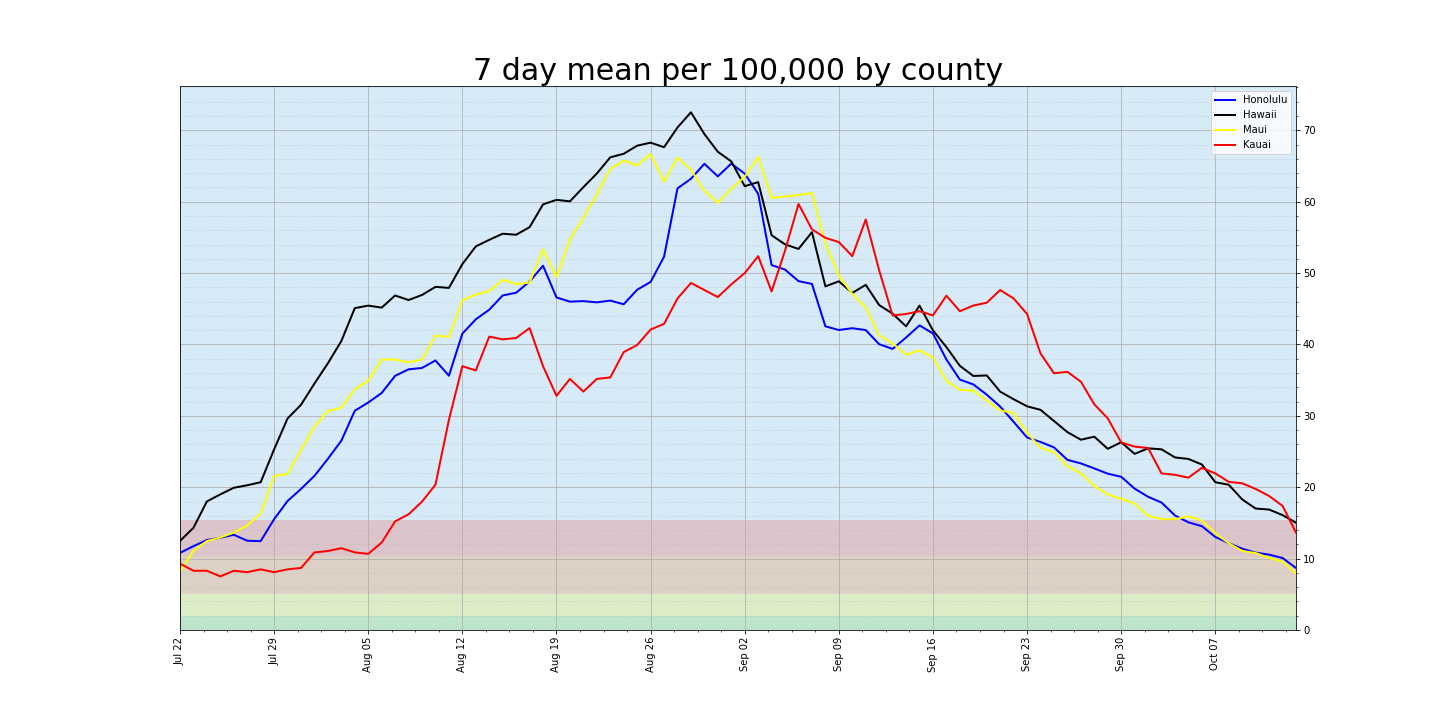 7 day mean per 100,000 by county
Honolulu
Hawaii
Maui
Kauai
70
60
50
40
30
20
10
0
Jul 22
Jul 29
Aug 05
Aug 12
Aug 19
Aug 26
Sep 02
Sep 09
Sep 16
Sep 23
Sep 30
Oct 07